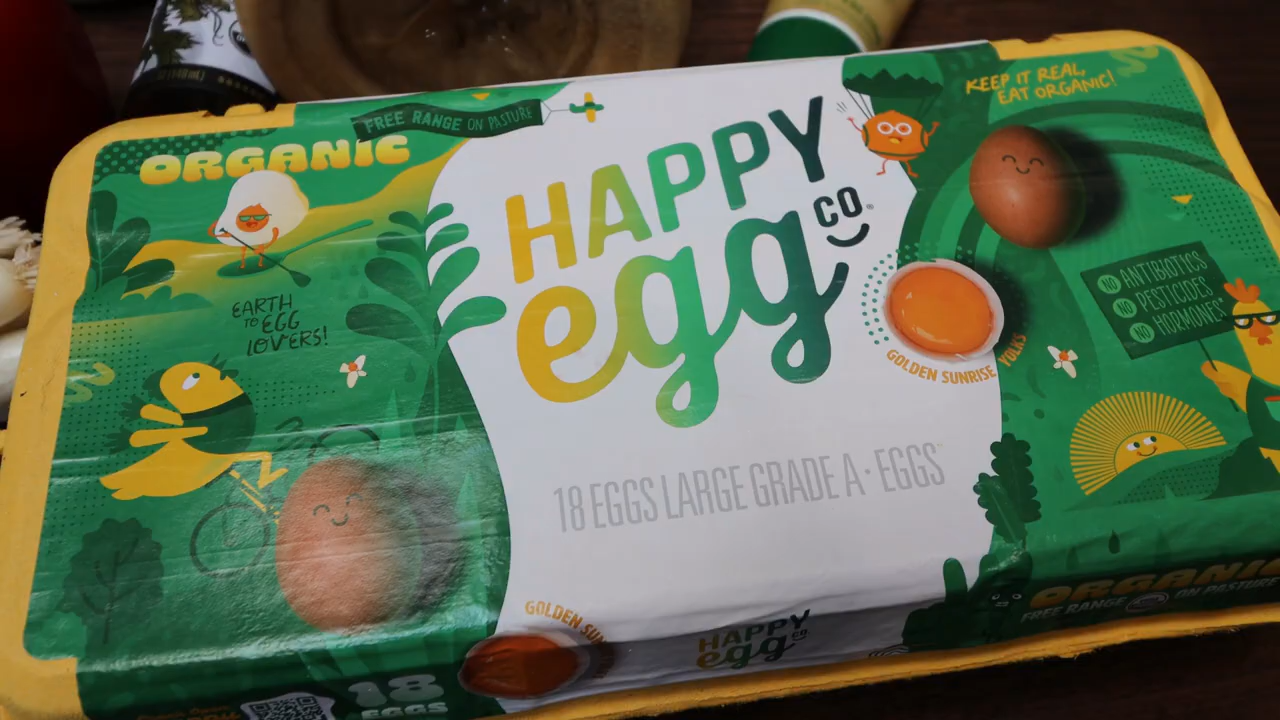 FREE RANGE ON PASTURE
ORGANIC
EARTH
TO EGG
LOVERS!
HAPPY
egg
CO
18 EGGS LARGE GRADE A · EGGS
KEEP IT REAL,
EAT ORGANIC!
GOLDEN SUNRISE YOLKS
NO ANTIBIOTICS
NO PESTICIDES
NO HORMONES
GOLDEN
HAPPY
egg
CO
18
EGGS
ORGANIC
FREE RANGE ON PASTURE